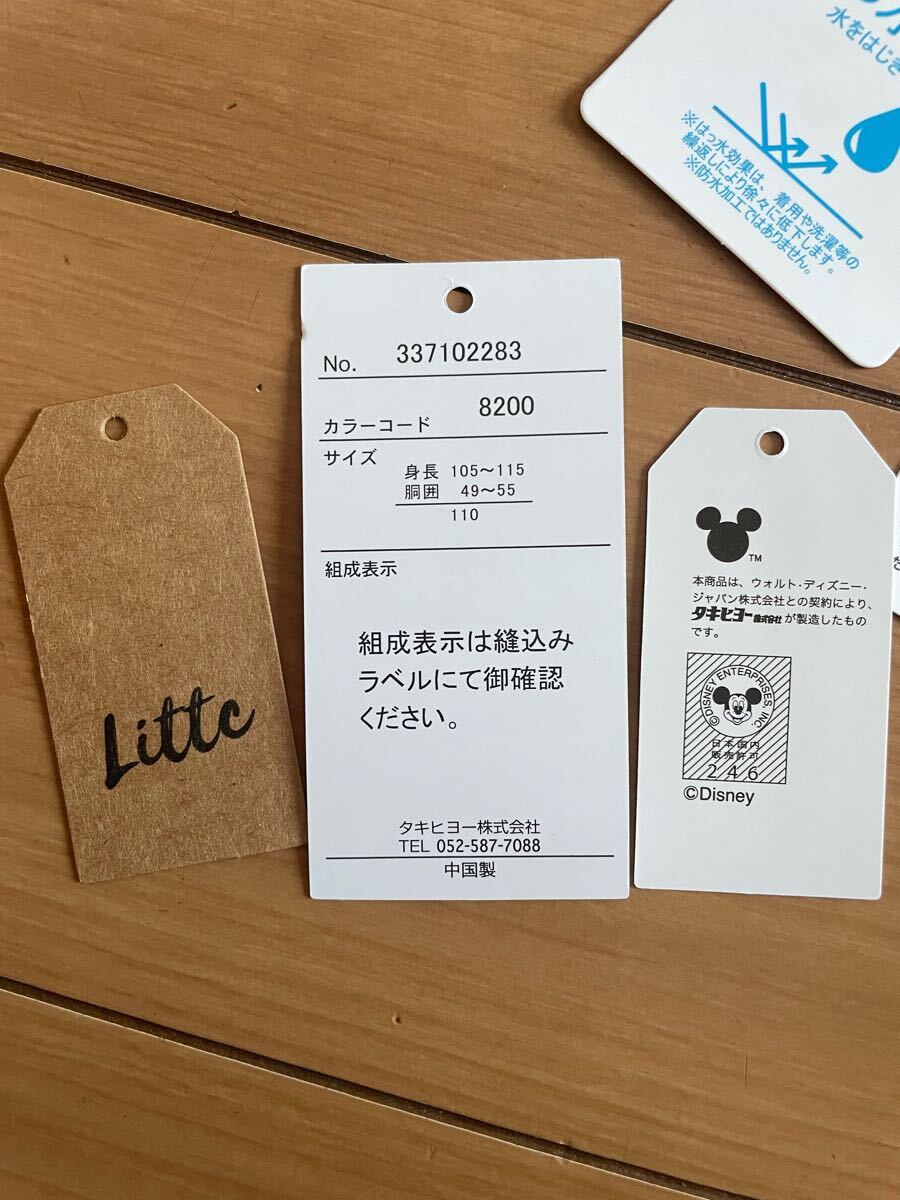 水をはじき
※はっ水効果は、着用や洗濯等の
繰返しにより徐々に低下します。
※防水加工ではありません。
No. 337102283
カラーコード 8200
サイズ
身長 105～115
胴囲 49～55
110
組成表示
組成表示は縫込み
ラベルにて御確認
ください。
タキヒヨー株式会社
TEL 052-587-7088
中国製
Littc
TM
本商品は、ウォルト・ディズニー・
ジャパン株式会社との契約により、
タキヒヨー株式会社が製造したもの
です。
©DISNEY ENTERPRISES, INC.
日本国内
販売許可
246
©Disney